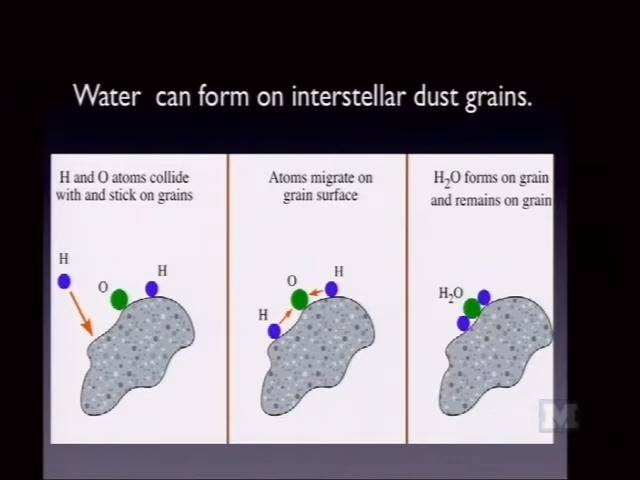 Water can form on interstellar dust grains.
H and O atoms collide
with and stick on grains
Atoms migrate on
grain surface
H₂O forms on grain
and remains on grain
H
O
H
H
O
H
H₂O
M